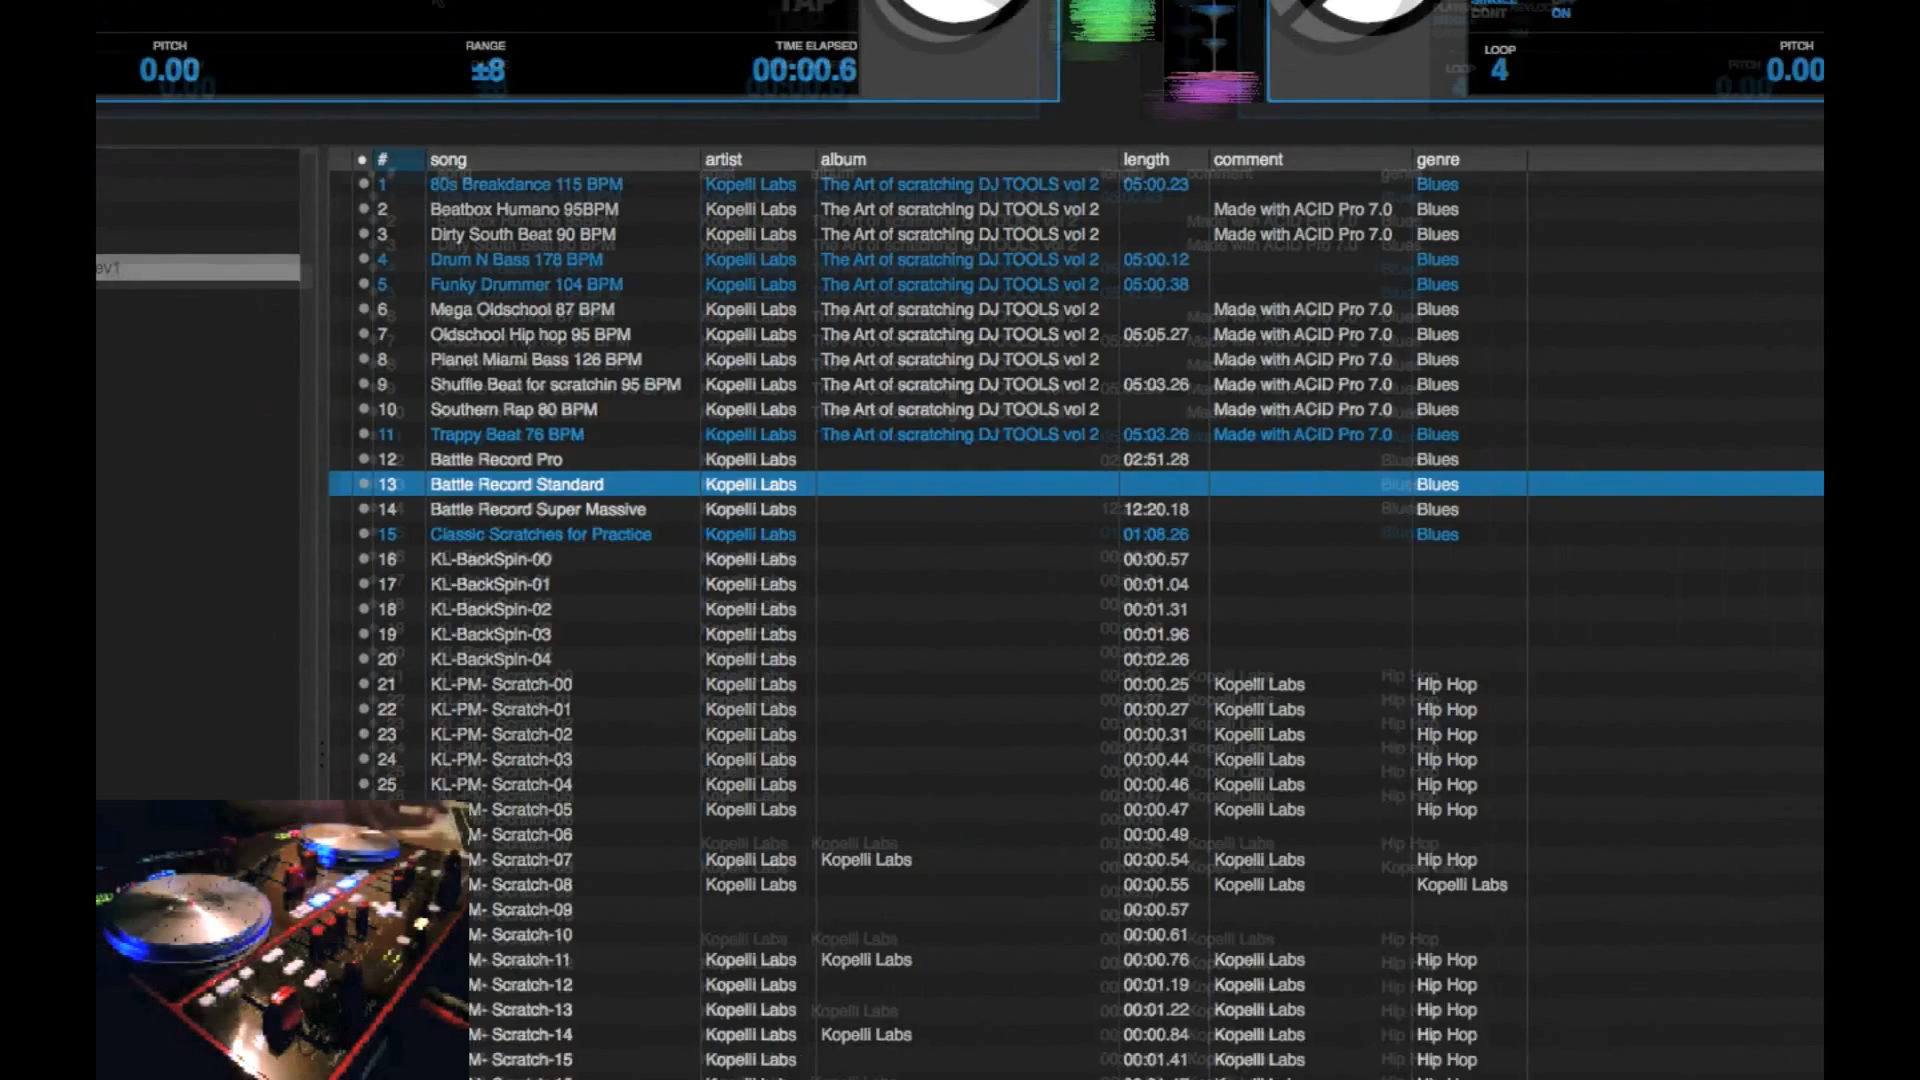 TAP
SINGLE
CONT
ON
PITCH RANGE TIME ELAPSED LOOP PITCH
0.00 ±8 00:00.6 4 0.00
# song artist album length comment genre
1 80s Breakdance 115 BPM Kopelli Labs The Art of scratching DJ TOOLS vol 2 05:00.23 Blues
2 Beatbox Humano 95BPM Kopelli Labs The Art of scratching DJ TOOLS vol 2 Made with ACID Pro 7.0 Blues
3 Dirty South Beat 90 BPM Kopelli Labs The Art of scratching DJ TOOLS vol 2 Made with ACID Pro 7.0 Blues
4 Drum N Bass 178 BPM Kopelli Labs The Art of scratching DJ TOOLS vol 2 05:00.12 Blues
ev1
5 Funky Drummer 104 BPM Kopelli Labs The Art of scratching DJ TOOLS vol 2 05:00.38 Blues
6 Mega Oldschool 87 BPM Kopelli Labs The Art of scratching DJ TOOLS vol 2 Made with ACID Pro 7.0 Blues
7 Oldschool Hip hop 95 BPM Kopelli Labs The Art of scratching DJ TOOLS vol 2 05:05.27 Made with ACID Pro 7.0 Blues
8 Planet Miami Bass 126 BPM Kopelli Labs The Art of scratching DJ TOOLS vol 2 Made with ACID Pro 7.0 Blues
9 Shuffle Beat for scratchin 95 BPM Kopelli Labs The Art of scratching DJ TOOLS vol 2 05:03.26 Made with ACID Pro 7.0 Blues
10 Southern Rap 80 BPM Kopelli Labs The Art of scratching DJ TOOLS vol 2 Made with ACID Pro 7.0 Blues
11 Trappy Beat 76 BPM Kopelli Labs The Art of scratching DJ TOOLS vol 2 05:03.26 Made with ACID Pro 7.0 Blues
12 Battle Record Pro Kopelli Labs 02:51.28 Blues
13 Battle Record Standard Kopelli Labs Blues
14 Battle Record Super Massive Kopelli Labs 12:20.18 Blues
15 Classic Scratches for Practice Kopelli Labs 01:08.26 Blues
16 KL-BackSpin-00 Kopelli Labs 00:00.57
17 KL-BackSpin-01 Kopelli Labs 00:01.04
18 KL-BackSpin-02 Kopelli Labs 00:01.31
19 KL-BackSpin-03 Kopelli Labs 00:01.96
20 KL-BackSpin-04 Kopelli Labs 00:02.26
21 KL-PM- Scratch-00 Kopelli Labs 00:00.25 Kopelli Labs Hip Hop
22 KL-PM- Scratch-01 Kopelli Labs 00:00.27 Kopelli Labs Hip Hop
23 KL-PM- Scratch-02 Kopelli Labs 00:00.31 Kopelli Labs Hip Hop
24 KL-PM- Scratch-03 Kopelli Labs 00:00.44 Kopelli Labs Hip Hop
25 KL-PM- Scratch-04 Kopelli Labs 00:00.46 Kopelli Labs Hip Hop
M- Scratch-05 Kopelli Labs 00:00.47 Kopelli Labs Hip Hop
M- Scratch-06 00:00.49
M- Scratch-07 Kopelli Labs Kopelli Labs 00:00.54 Kopelli Labs Hip Hop
M- Scratch-08 Kopelli Labs 00:00.55 Kopelli Labs Kopelli Labs
M- Scratch-09 00:00.57
M- Scratch-10 00:00.61
M- Scratch-11 Kopelli Labs Kopelli Labs 00:00.76 Kopelli Labs Hip Hop
M- Scratch-12 Kopelli Labs 00:01.19 Kopelli Labs Hip Hop
M- Scratch-13 Kopelli Labs 00:01.22 Kopelli Labs Hip Hop
M- Scratch-14 Kopelli Labs Kopelli Labs 00:00.84 Kopelli Labs Hip Hop
M- Scratch-15 Kopelli Labs 00:01.41 Kopelli Labs Hip Hop